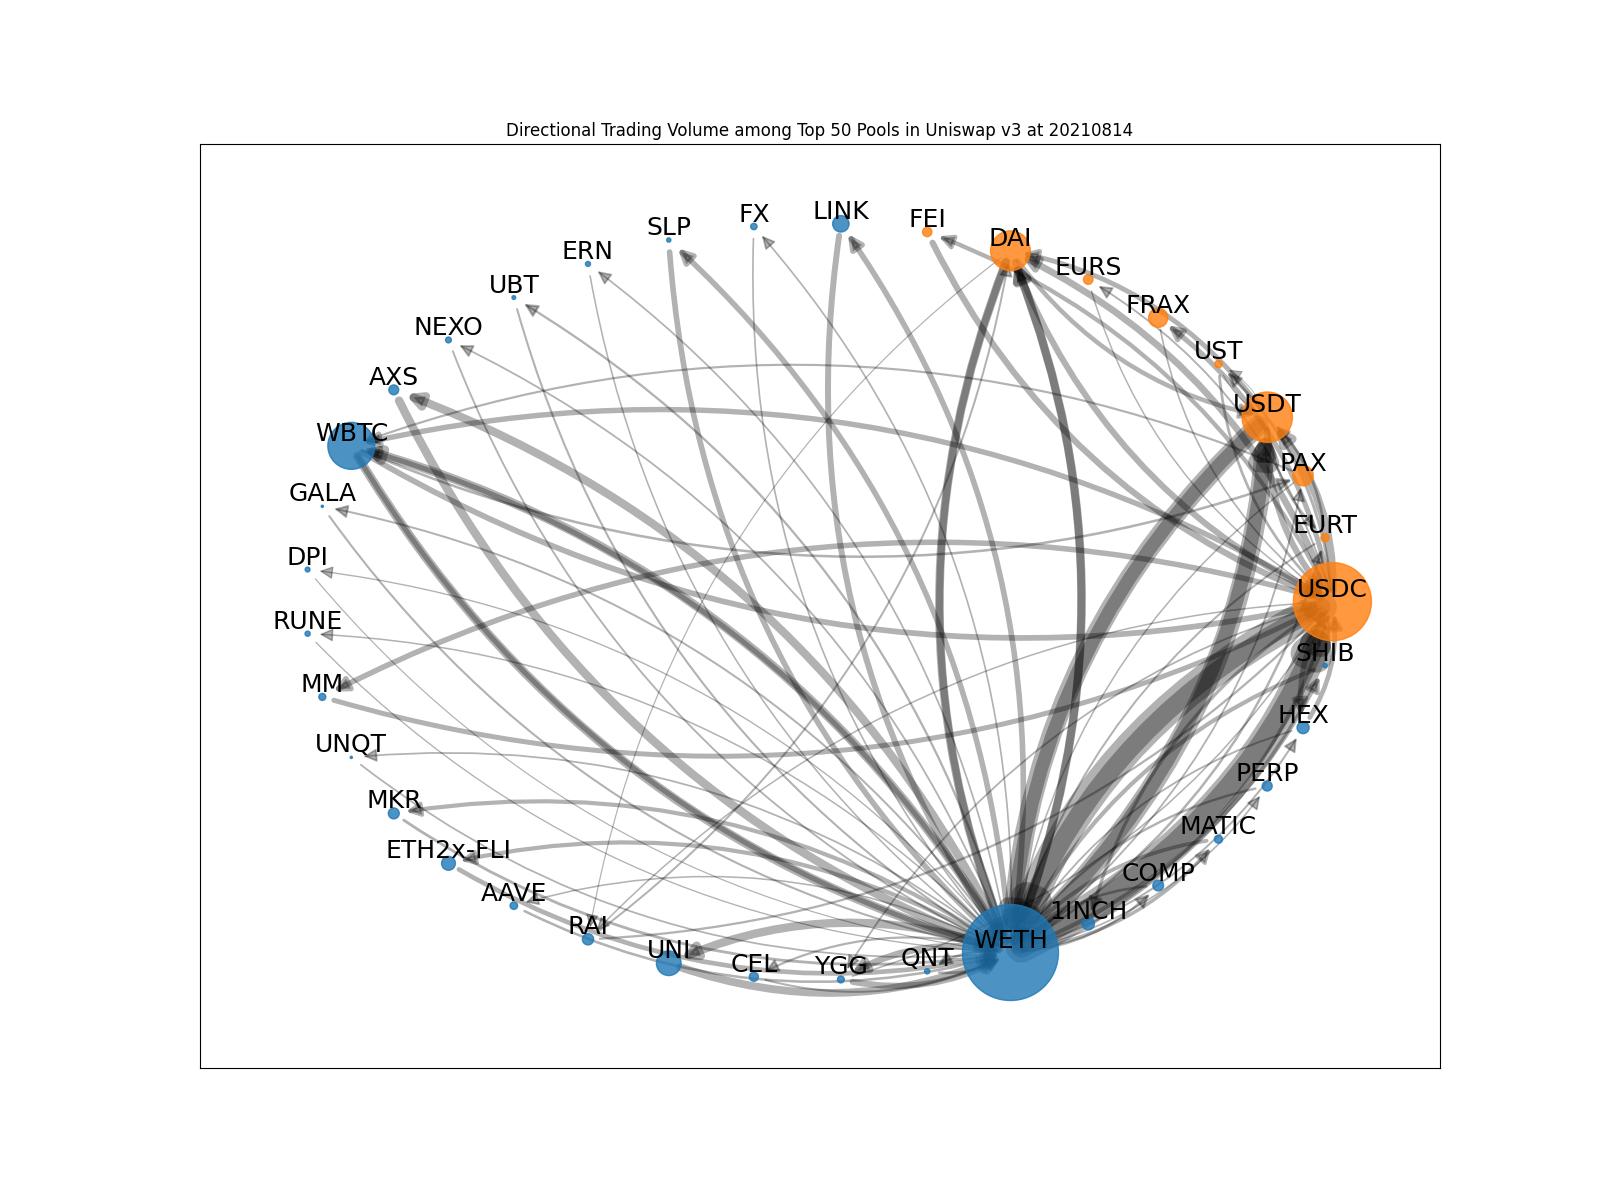 Directional Trading Volume among Top 50 Pools in Uniswap v3 at 20210814
LINK
FX
FEI
SLP
DAI
ERN
EURS
UBT
FRAX
NEXO
UST
AXS
USDT
WBTC
PAX
GALA
EURT
DPI
USDC
RUNE
SHIB
MM
HEX
UNQT
PERP
MKR
MATIC
ETH2x-FLI
COMP
AAVE
1INCH
RAI
WETH
UNI
QNT
CEL
YGG